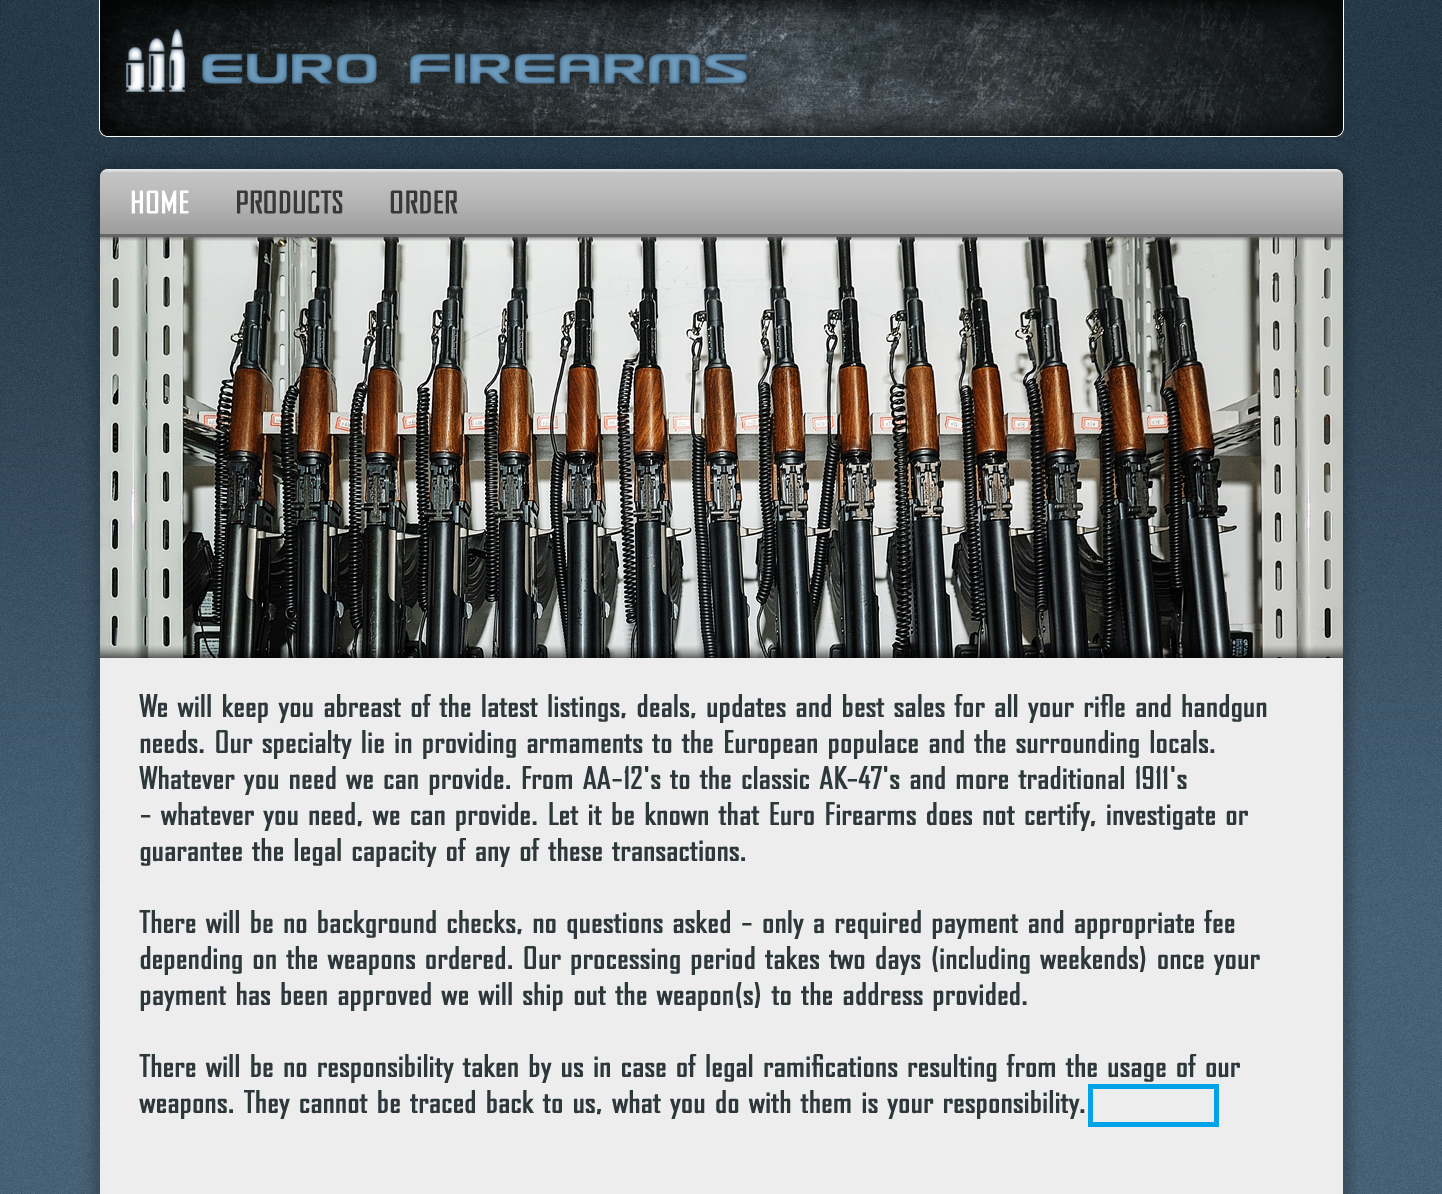 EURO FIREARMS
HOME PRODUCTS ORDER
We will keep you abreast of the latest listings, deals, updates and best sales for all your rifle and handgun
needs. Our specialty lie in providing armaments to the European populace and the surrounding locals.
Whatever you need we can provide. From AA-12's to the classic AK-47's and more traditional 1911's
- whatever you need, we can provide. Let it be known that Euro Firearms does not certify, investigate or
guarantee the legal capacity of any of these transactions.
There will be no background checks, no questions asked - only a required payment and appropriate fee
depending on the weapons ordered. Our processing period takes two days (including weekends) once your
payment has been approved we will ship out the weapon(s) to the address provided.
There will be no responsibility taken by us in case of legal ramifications resulting from the usage of our
weapons. They cannot be traced back to us, what you do with them is your responsibility.